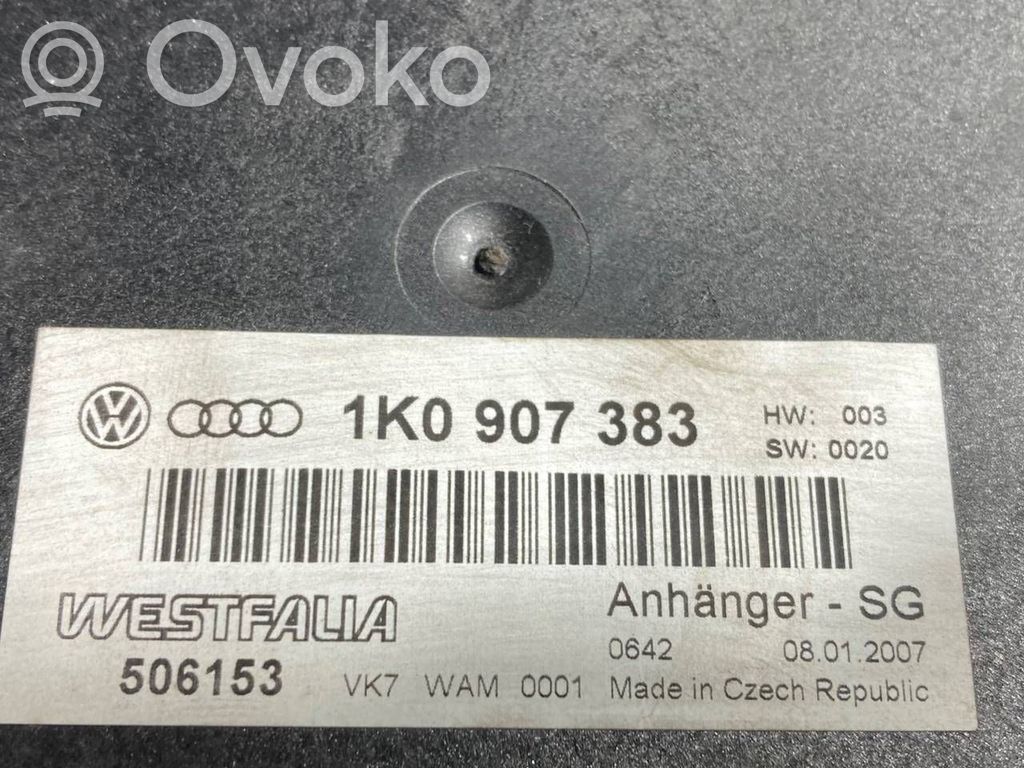 Ovoko
1K0 907 383
HW: 003
SW: 0020
WESTFALIA
Anhänger - SG
0642 08.01.2007
506153 VK7 WAM 0001 Made in Czech Republic